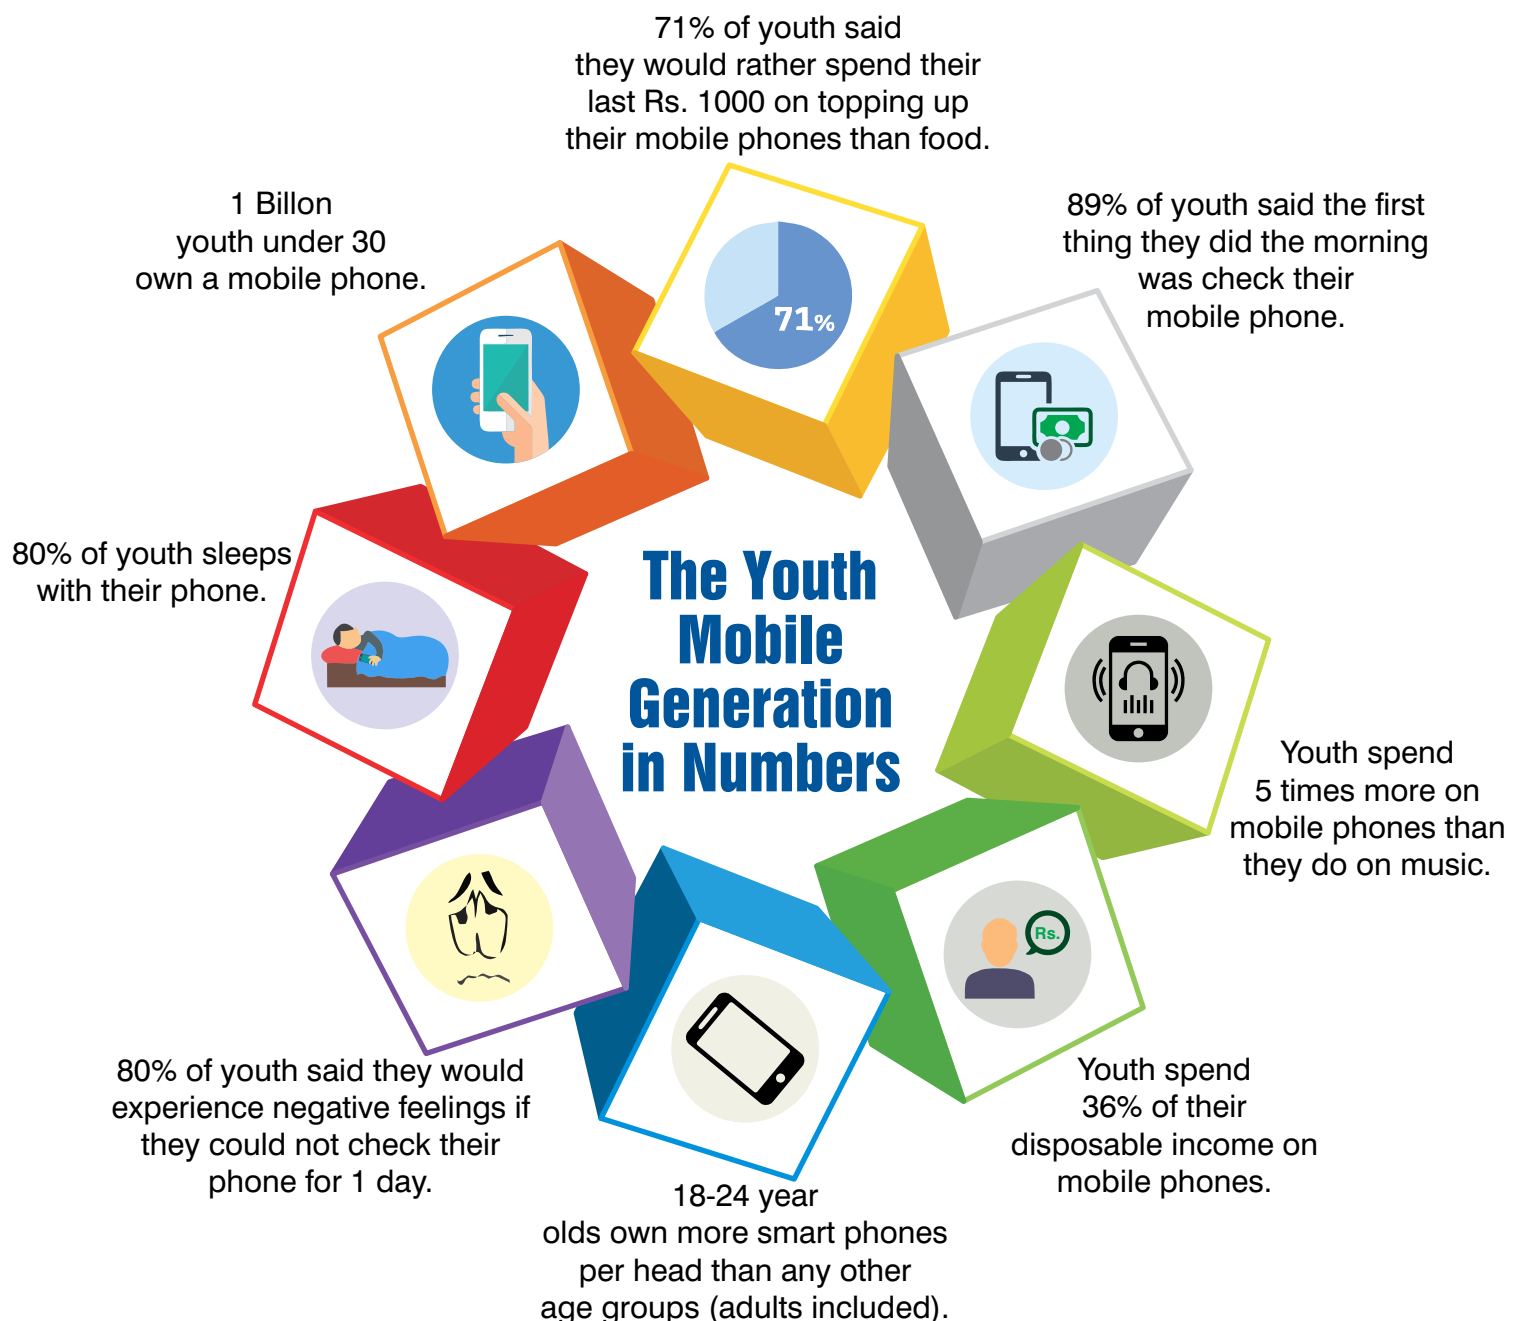 71% of youth said
they would rather spend their
last Rs. 1000 on topping up
their mobile phones than food.
1 Billon
youth under 30
own a mobile phone.
89% of youth said the first
thing they did the morning
was check their
mobile phone.
71%
80% of youth sleeps
with their phone.
The Youth
Mobile
Generation
in Numbers
Youth spend
5 times more on
mobile phones than
they do on music.
Rs.
80% of youth said they would
experience negative feelings if
they could not check their
phone for 1 day.
Youth spend
36% of their
disposable income on
mobile phones.
18-24 year
olds own more smart phones
per head than any other
age groups (adults included).